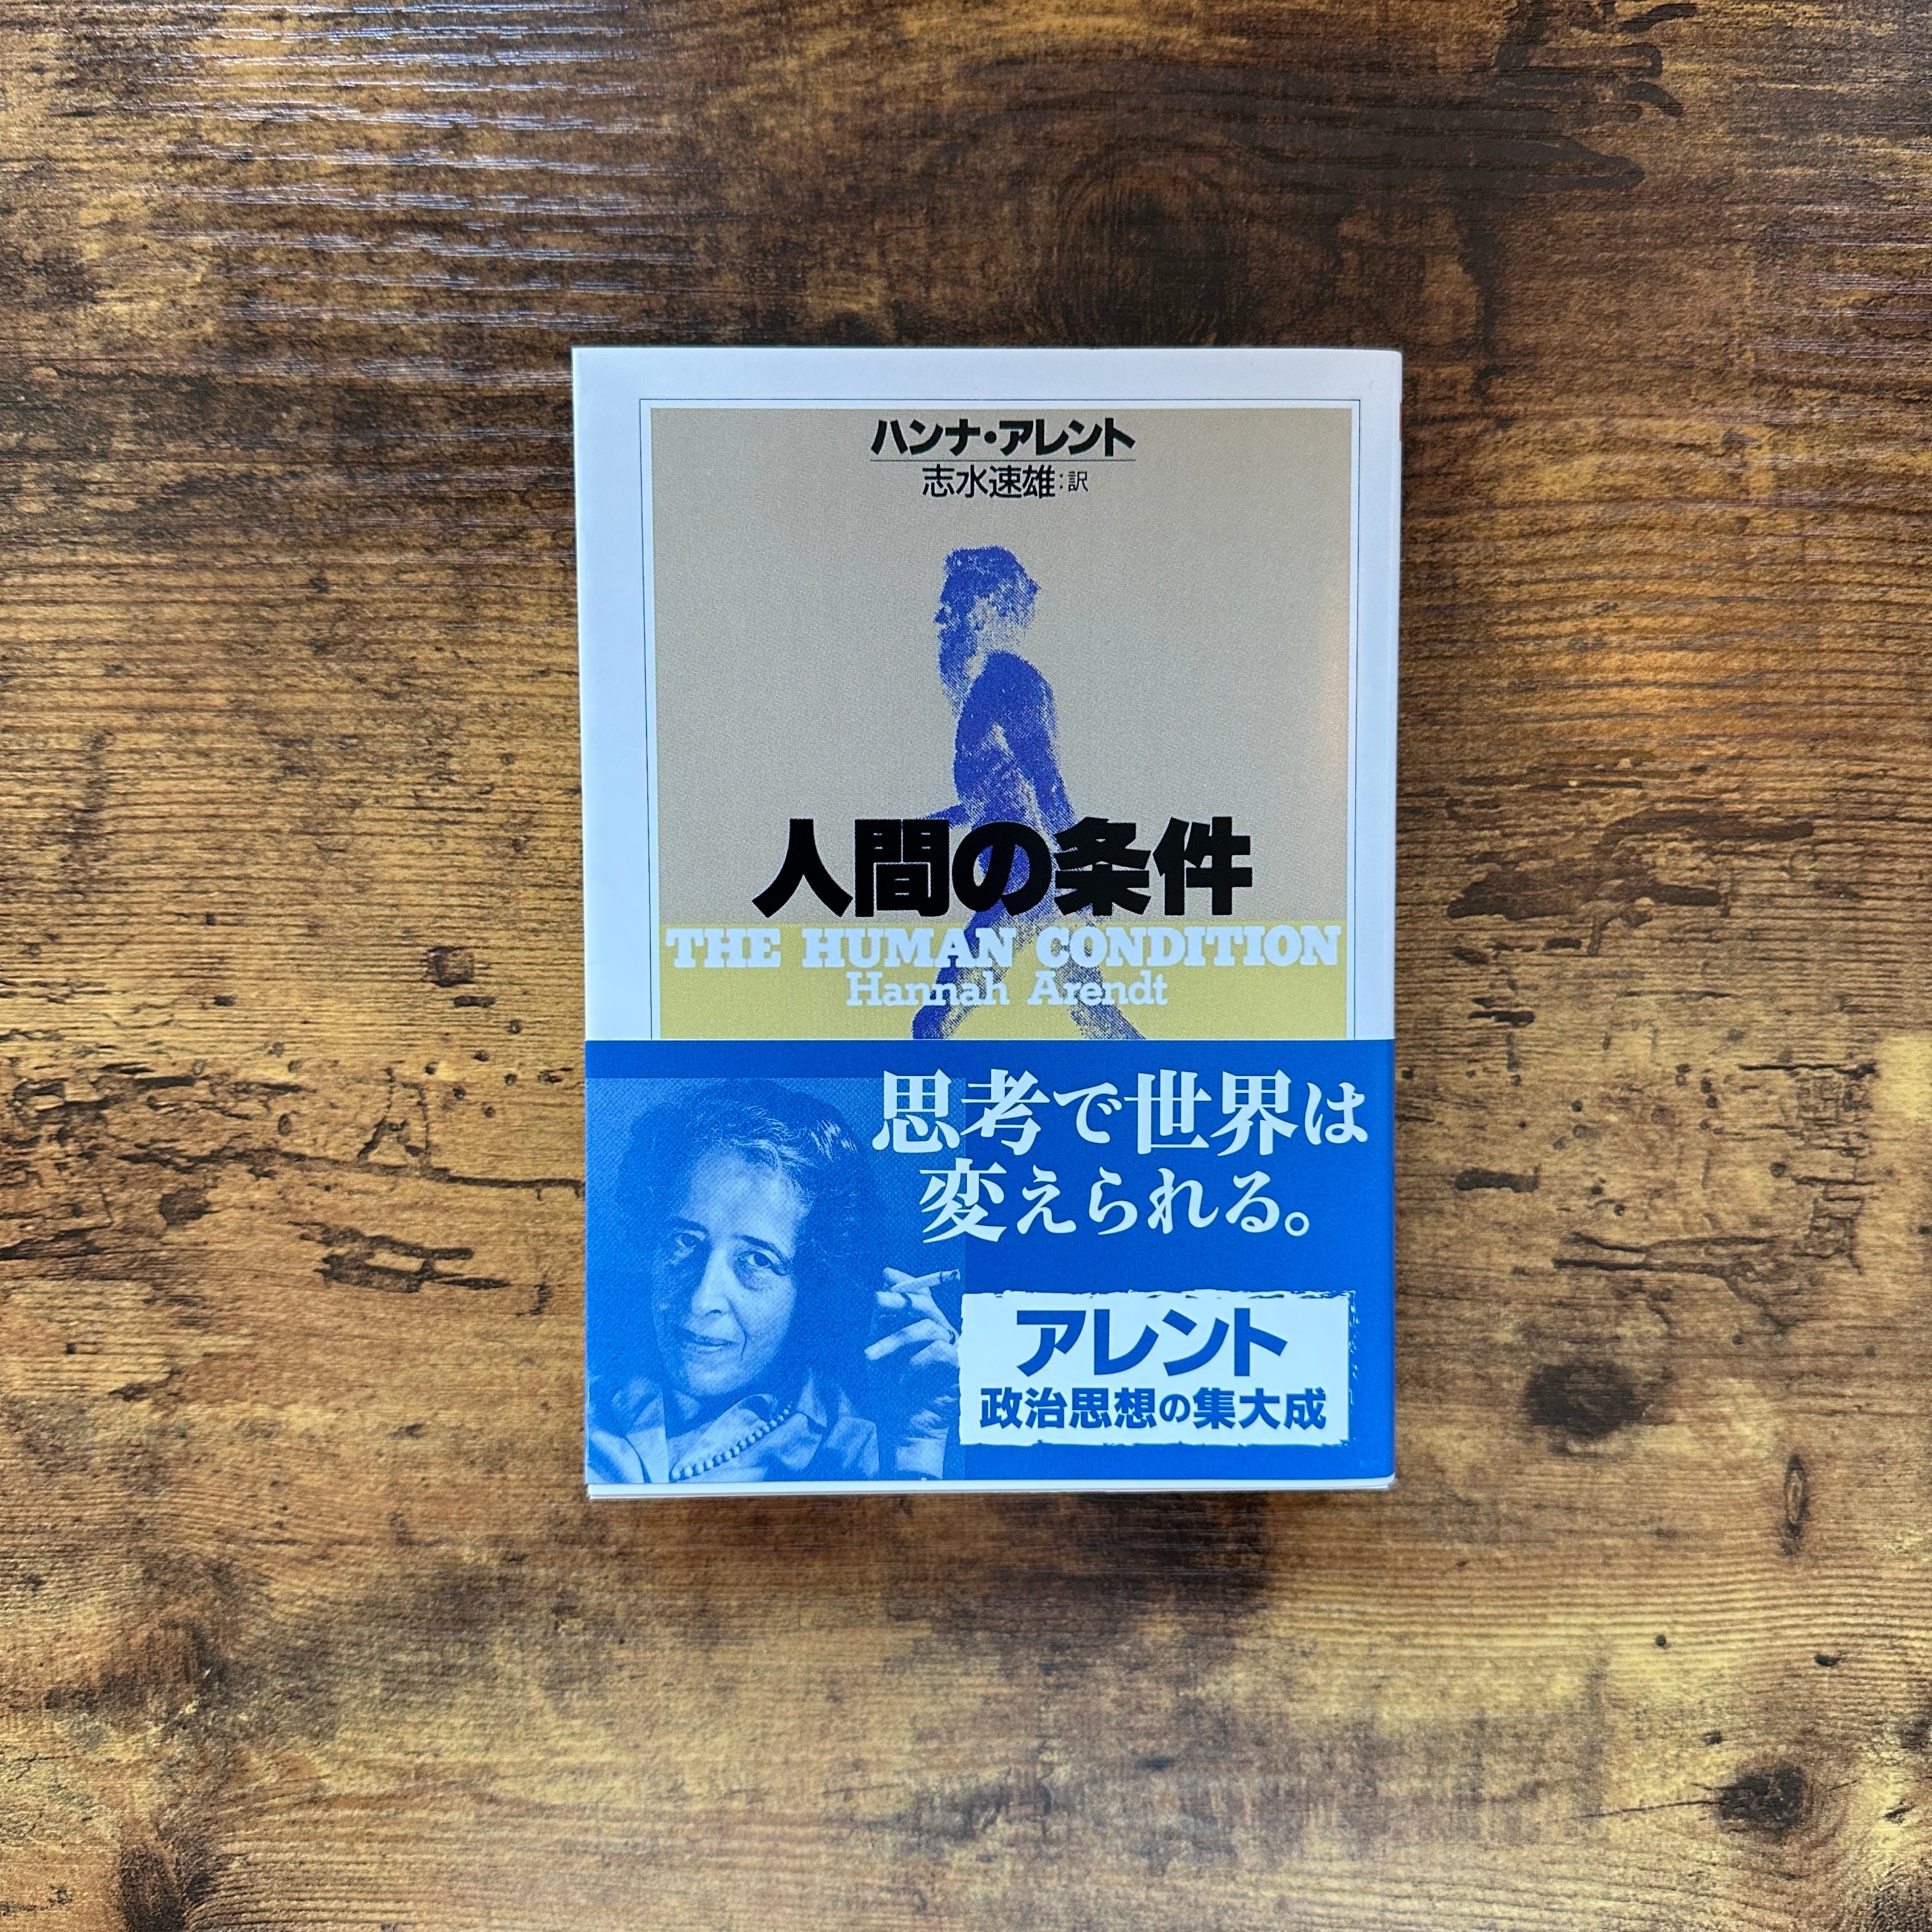 ハンナ・アレント
志水速雄:訳
人間の条件
THE HUMAN CONDITION
Hannah Arendt
思考で世界は
変えられる。
アレント
政治思想の集大成